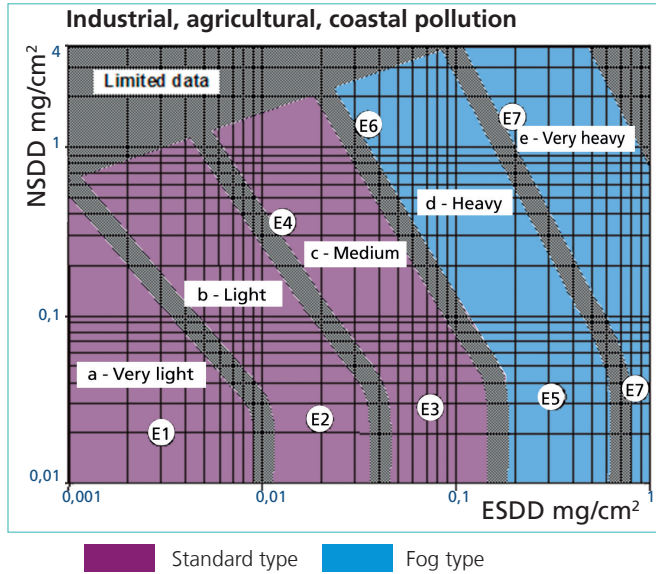 Industrial, agricultural, coastal pollution
NSDD mg/cm²
4
Limited data
1
E6
E7
e - Very heavy
d - Heavy
E4
c - Medium
b - Light
0,1
a - Very light
E1
E2
E3
E5
E7
0,01
0,001
0,01
0,1
1
ESDD mg/cm²
Standard type
Fog type